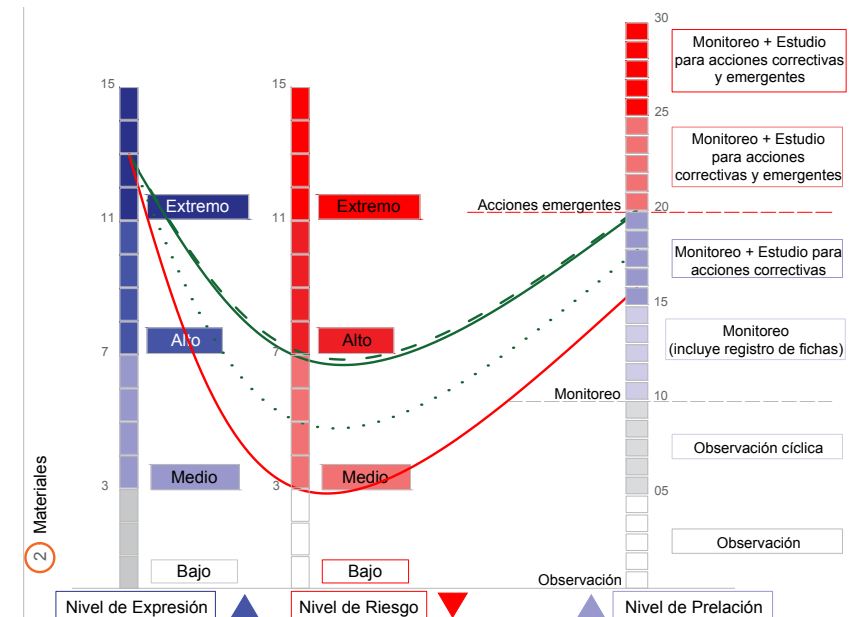 30
Monitoreo + Estudio
para acciones correctivas
y emergentes
15
15
25
Monitoreo + Estudio
para acciones
correctivas y emergentes
Extremo
Extremo
Acciones emergentes
20
11
11
Monitoreo + Estudio para
acciones correctivas
15
Alto
Alto
Monitoreo
(incluye registro de fichas)
7
7
Monitoreo
10
Observación cíclica
Medio
Medio
3
3
05
Materiales
2
Observación
Bajo
Bajo
Observación
Nivel de Expresión
Nivel de Riesgo
Nivel de Prelación